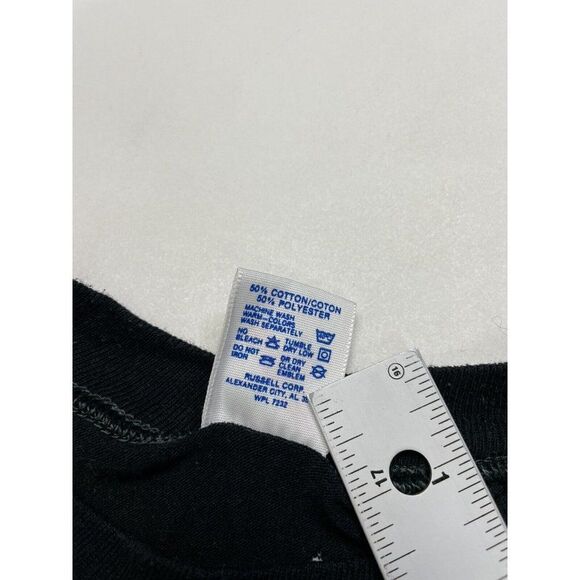 50% COTTON/COTON
50% POLYESTER
MACHINE WASH
WARM-COLORS
WASH SEPARATELY
NO BLEACH TUMBLE DRY LOW
DO NOT IRON OR DRY CLEAN EMBLEM
RUSSELL CORP.
ALEXANDER CITY, AL
WPL 7232
16
1
17